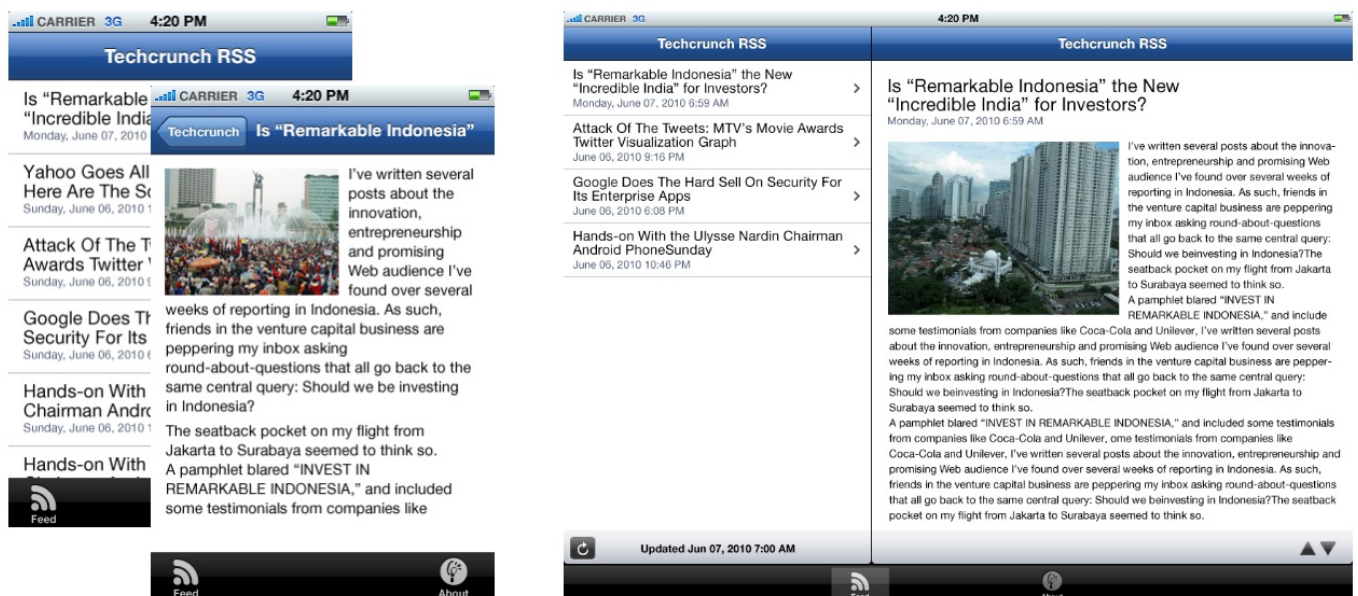 CARRIER 3G 4:20 PM
Techcrunch RSS
Is “Remarkable
“Incredible India
Monday, June 07, 2010
Yahoo Goes All
Here Are The
Sunday, June 06, 2010
Attack Of The
Awards Twitter
Sunday, June 06, 2010
Google Does
Security For Its
Sunday, June 06, 2010
Hands-on With
Chairman
Sunday, June 06, 2010
Hands-on With
Feed
CARRIER 3G 4:20 PM
Techcrunch Is “Remarkable Indonesia”
I've written several
posts about the
innovation,
entrepreneurship
and promising
Web audience I've
found over several
weeks of reporting in Indonesia. As such,
friends in the venture capital business are
peppering my inbox asking
round-about-questions that all go back to the
same central query: Should we be investing
in Indonesia?
The seatback pocket on my flight from
Jakarta to Surabaya seemed to think so.
A pamphlet blared “INVEST IN
REMARKABLE INDONESIA,” and included
some testimonials from companies like
Feed About
CARRIER 3G 4:20 PM
Techcrunch RSS
Is “Remarkable Indonesia” the New
“Incredible India” for Investors?
Monday, June 07, 2010 6:59 AM
Attack Of The Tweets: MTV's Movie Awards
Twitter Visualization Graph
June 06, 2010 9:16 PM
Google Does The Hard Sell On Security For
Its Enterprise Apps
June 06, 2010 6:08 PM
Hands-on With the Ulysse Nardin Chairman
Android PhoneSunday
June 06, 2010 10:46 PM
Updated Jun 07, 2010 7:00 AM
Techcrunch RSS
Is “Remarkable Indonesia” the New
“Incredible India” for Investors?
Monday, June 07, 2010 6:59 AM
I've written several posts about the innova-
tion, entrepreneurship and promising Web
audience I've found over several weeks of
reporting in Indonesia. As such, friends in
the venture capital business are peppering
my inbox asking round-about-questions
that all go back to the same central query:
Should we beinvesting in Indonesia?The
seatback pocket on my flight from Jakarta
to Surabaya seemed to think so.
A pamphlet blared “INVEST IN
REMARKABLE INDONESIA,” and include
some testimonials from companies like Coca-Cola and Unilever, I've written several posts
about the innovation, entrepreneurship and promising Web audience I've found over several
weeks of reporting in Indonesia. As such, friends in the venture capital business are pepper-
ing my inbox asking round-about-questions that all go back to the same central query:
Should we beinvesting in Indonesia?The seatback pocket on my flight from Jakarta to
Surabaya seemed to think so.
A pamphlet blared “INVEST IN REMARKABLE INDONESIA,” and included some testimonials
from companies like Coca-Cola and Unilever, ome testimonials from companies like
Coca-Cola and Unilever, I've written several posts about the innovation, entrepreneurship and
promising Web audience I've found over several weeks of reporting in Indonesia. As such,
friends in the venture capital business are peppering my inbox asking round-about-questions
that all go back to the same central query: Should we beinvesting in Indonesia?The seatback
pocket on my flight from Jakarta to Surabaya seemed to think so.
Feed About